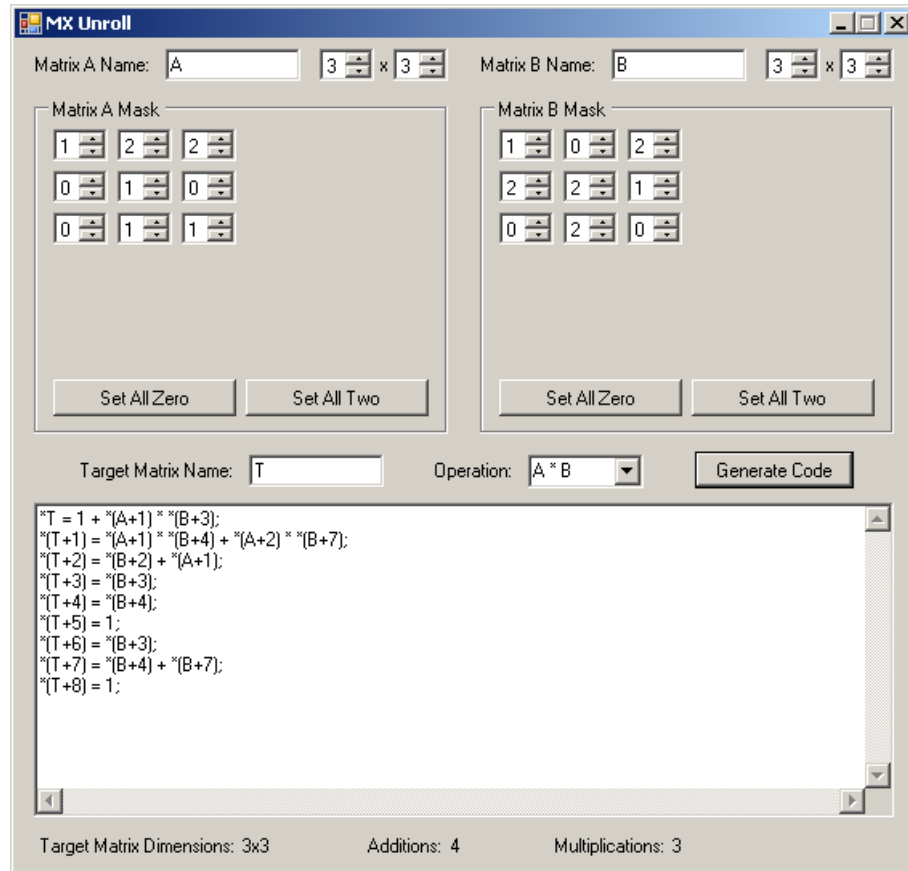 MX Unroll
Matrix A Name: A 3 x 3 Matrix B Name: B 3 x 3
Matrix A Mask Matrix B Mask
1 2 2 1 0 2
0 1 0 2 2 1
0 1 1 0 2 0
Set All Zero Set All Two Set All Zero Set All Two
Target Matrix Name: T Operation: A * B Generate Code
*T = 1 + *(A+1) * *(B+3);
*(T+1) = *(A+1) * *(B+4) + *(A+2) * *(B+7);
*(T+2) = *(B+2) + *(A+1);
*(T+3) = *(B+3);
*(T+4) = *(B+4);
*(T+5) = 1;
*(T+6) = *(B+3);
*(T+7) = *(B+4) + *(B+7);
*(T+8) = 1;
Target Matrix Dimensions: 3x3 Additions: 4 Multiplications: 3